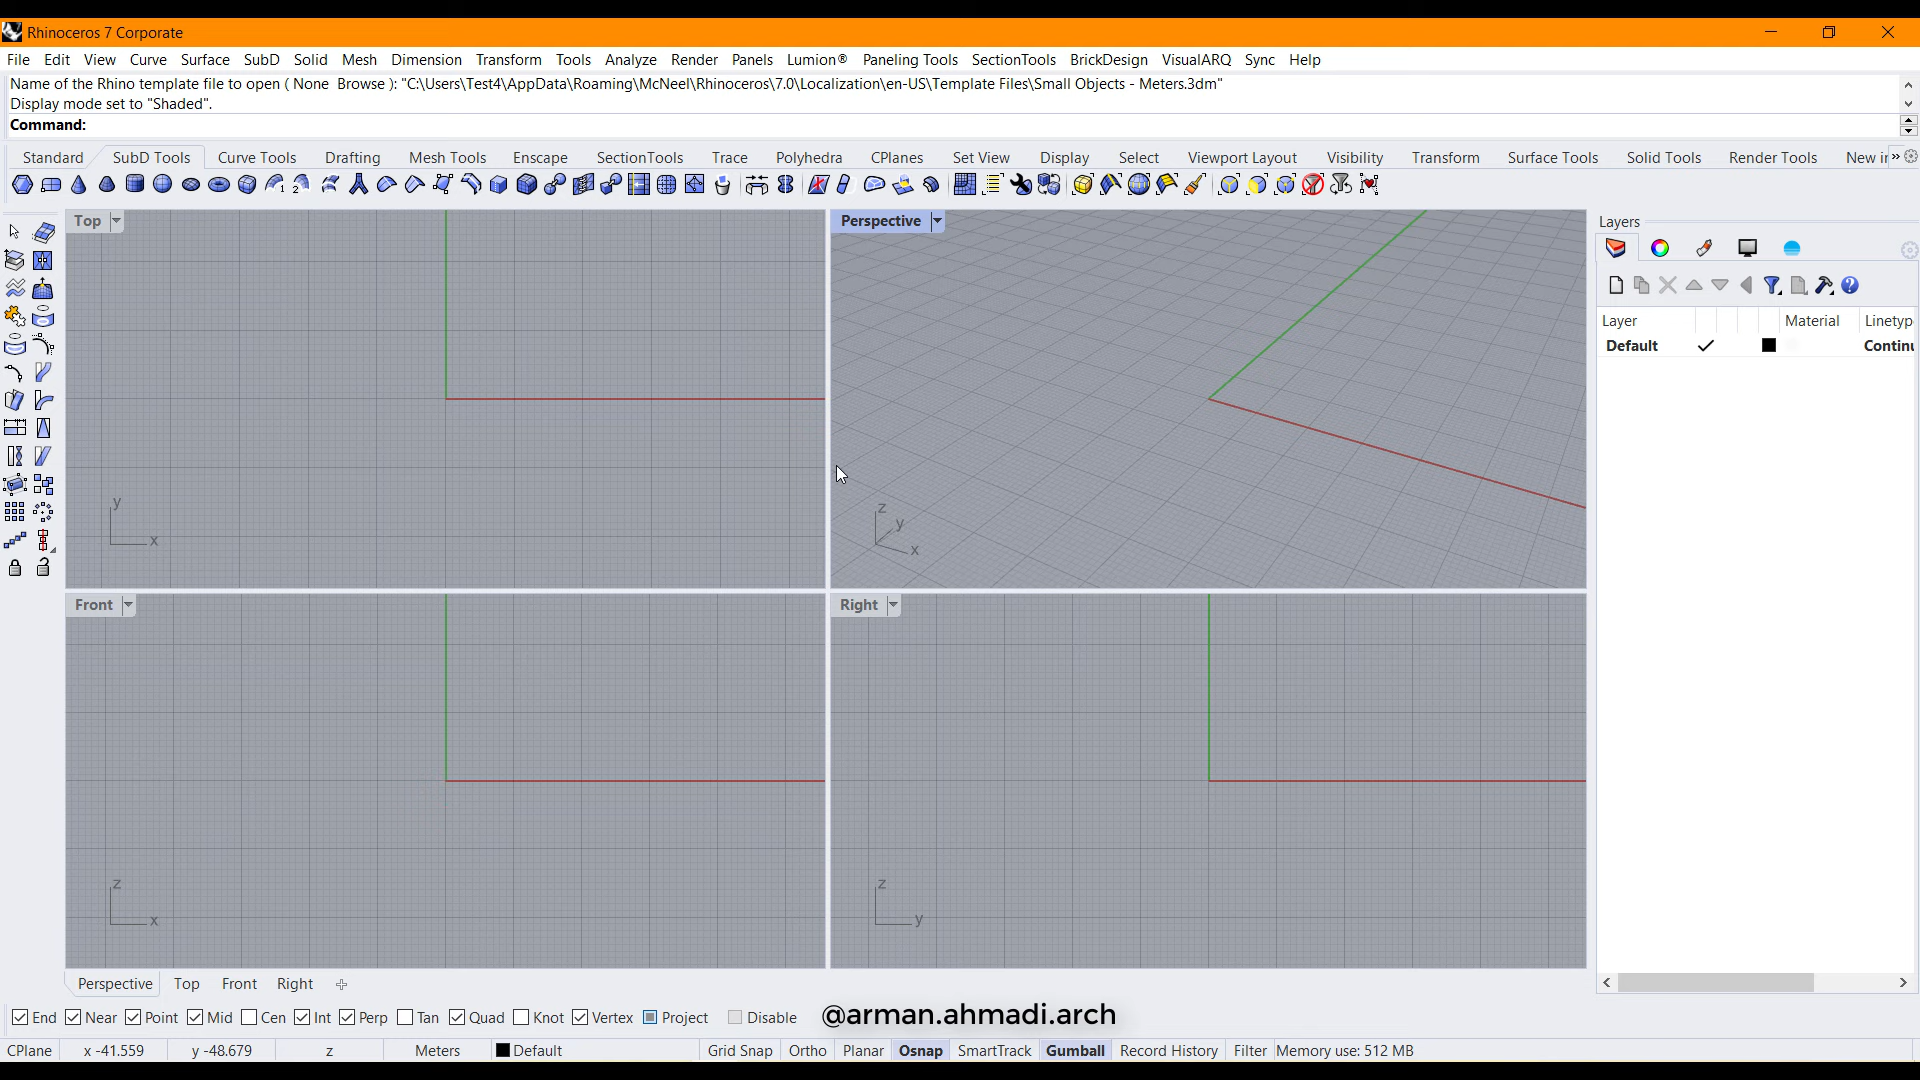 Rhinoceros 7 Corporate
File Edit View Curve Surface SubD Solid Mesh Dimension Transform Tools Analyze Render Panels Lumion® Paneling Tools SectionTools BrickDesign VisualARQ Sync Help
Name of the Rhino template file to open ( None Browse ): "C:\Users\Test4\AppData\Roaming\McNeel\Rhinoceros\7.0\Localization\en-US\Template Files\Small Objects - Meters.3dm"
Display mode set to "Shaded".
Command:
Standard SubD Tools Curve Tools Drafting Mesh Tools Enscape SectionTools Trace Polyhedra CPlanes Set View Display Select Viewport Layout Visibility Transform Surface Tools Solid Tools Render Tools New in »
Top Perspective
Layers
Layer Material Linetyp
Default Contin
y
x
z
y
x
Front Right
z
x
z
y
Perspective Top Front Right
End Near Point Mid Cen Int Perp Tan Quad Knot Vertex Project Disable @arman.ahmadi.arch
CPlane x -41.559 y -48.679 z Meters Default Grid Snap Ortho Planar Osnap SmartTrack Gumball Record History Filter Memory use: 512 MB